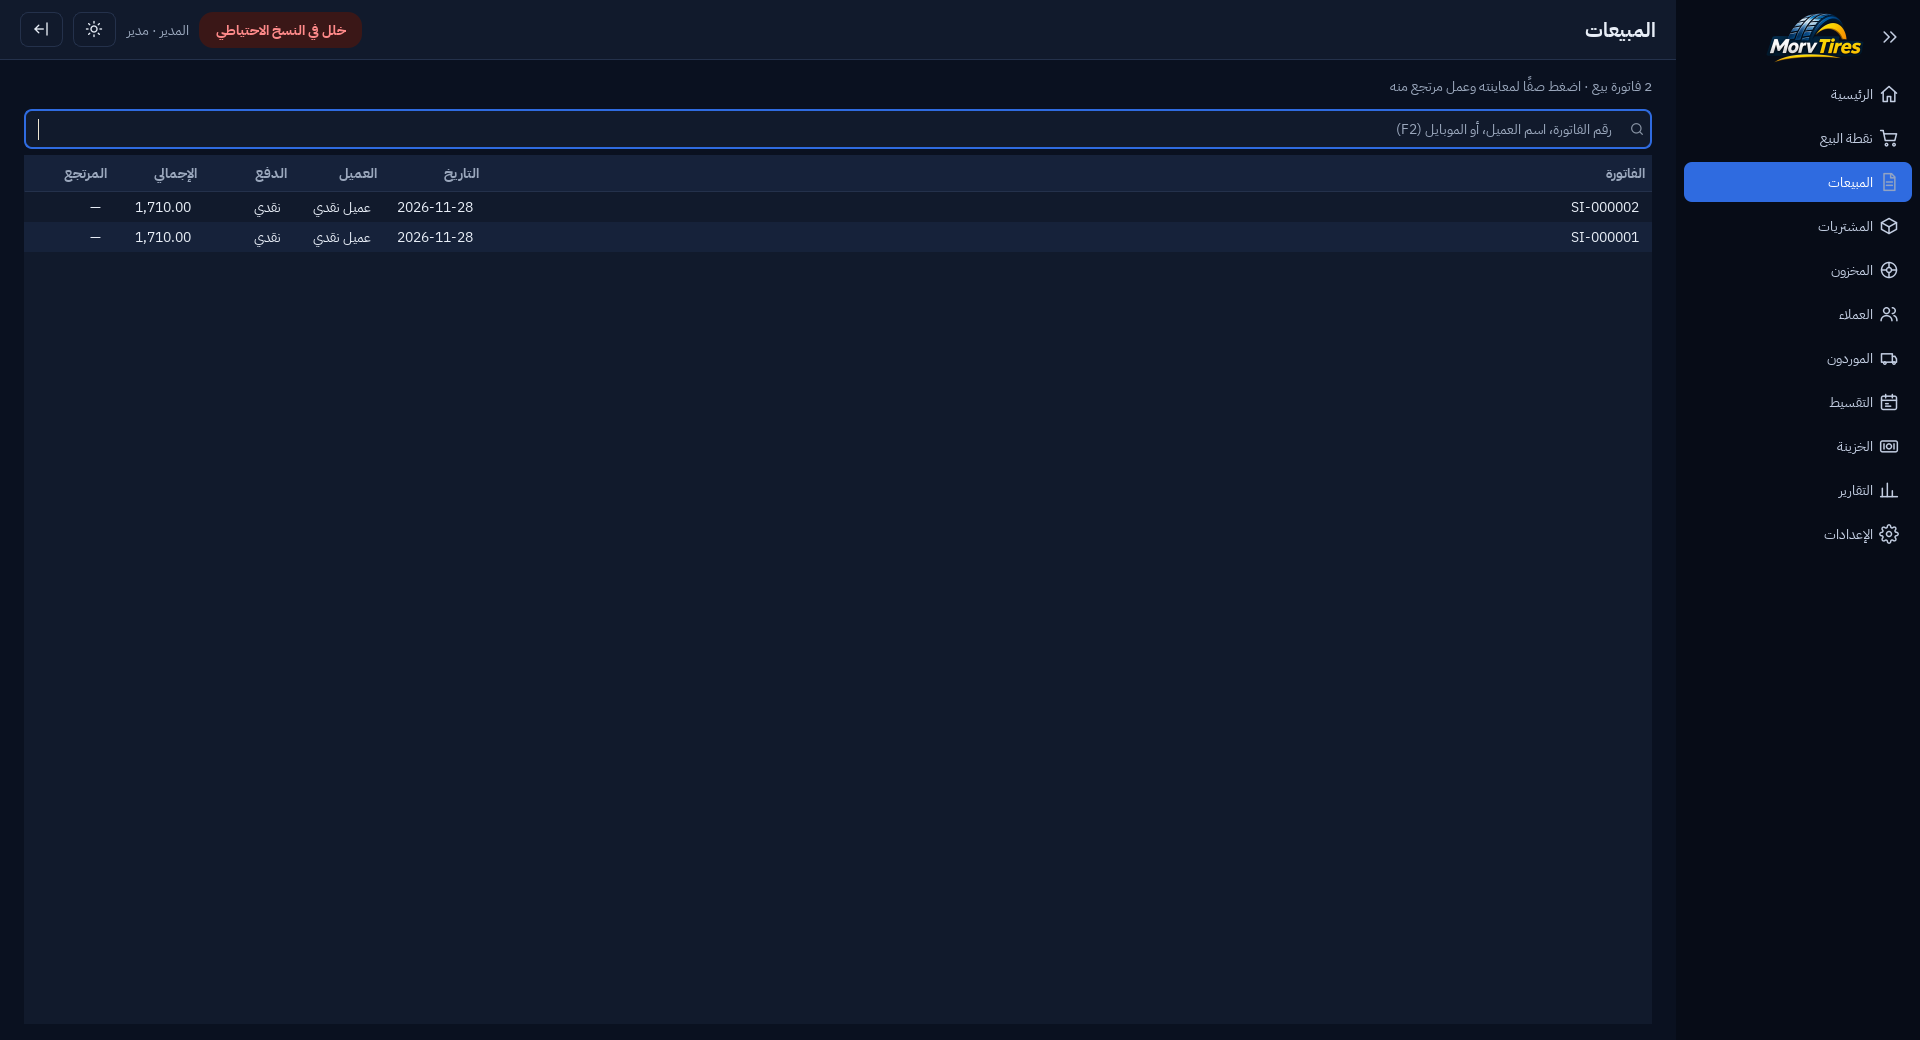 MorvTires
الرئيسية
نقطة البيع
المبيعات
المشتريات
المخزون
العملاء
الموردون
التقسيط
الخزينة
التقارير
الإعدادات
المبيعات
خلل في النسخ الاحتياطي
المدير · مدير
2 فاتورة بيع · اضغط صفًا لمعاينته وعمل مرتجع منه
رقم الفاتورة، اسم العميل، أو الموبايل (F2)
الفاتورة التاريخ العميل الدفع الإجمالي المرتجع
SI-000002 2026-11-28 عميل نقدي نقدي 1,710.00 —
SI-000001 2026-11-28 عميل نقدي نقدي 1,710.00 —